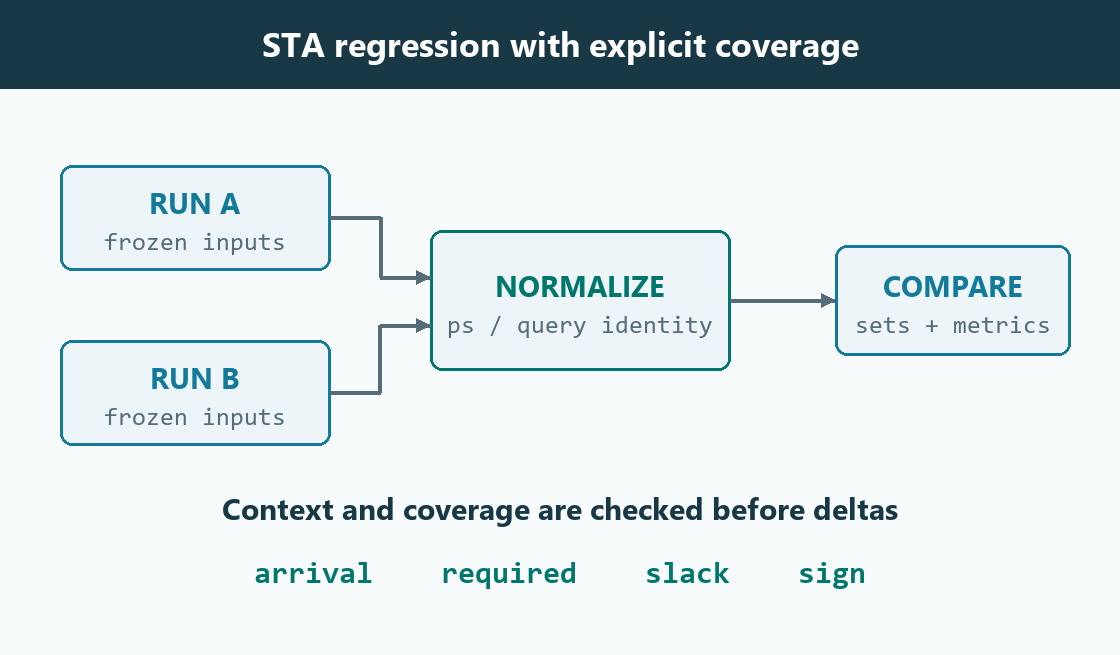 STA regression with explicit coverage
RUN A
frozen inputs
RUN B
frozen inputs
NORMALIZE
ps / query identity
COMPARE
sets + metrics
Context and coverage are checked before deltas
arrival required slack sign